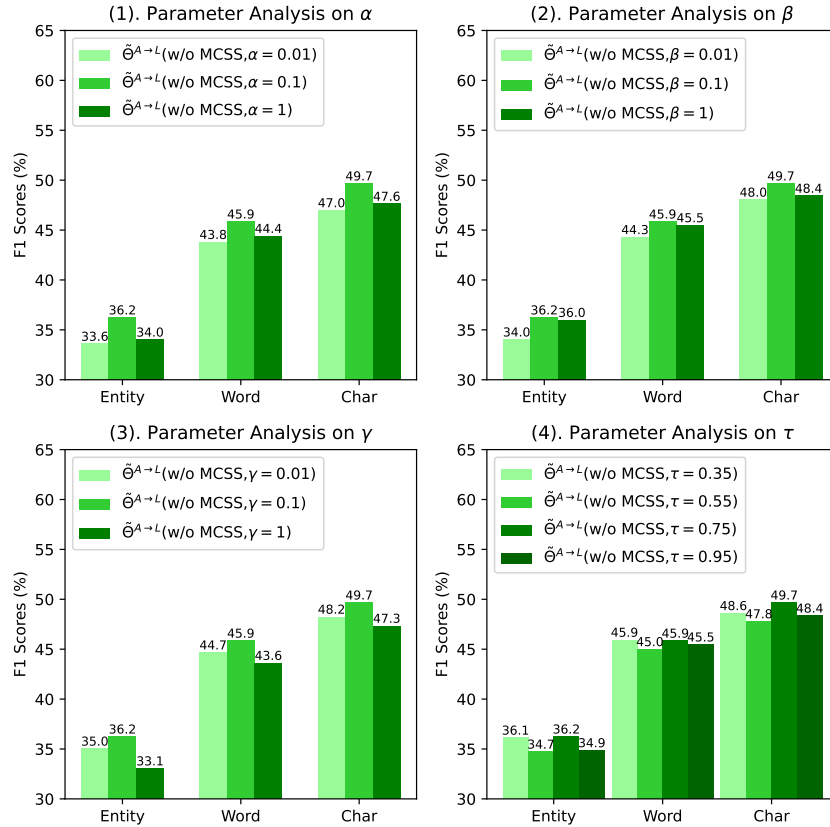 (1). Parameter Analysis on α
65
60
55
50
45
40
35
30
F1 Scores (%)
Θ̃^{A→L}(w/o MCSS,α = 0.01)
Θ̃^{A→L}(w/o MCSS,α = 0.1)
Θ̃^{A→L}(w/o MCSS,α = 1)
33.6 36.2 34.0
43.8 45.9 44.4
47.0 49.7 47.6
Entity Word Char
(2). Parameter Analysis on β
65
60
55
50
45
40
35
30
F1 Scores (%)
Θ̃^{A→L}(w/o MCSS,β = 0.01)
Θ̃^{A→L}(w/o MCSS,β = 0.1)
Θ̃^{A→L}(w/o MCSS,β = 1)
34.0 36.2 36.0
44.3 45.9 45.5
48.0 49.7 48.4
Entity Word Char
(3). Parameter Analysis on γ
65
60
55
50
45
40
35
30
F1 Scores (%)
Θ̃^{A→L}(w/o MCSS,γ = 0.01)
Θ̃^{A→L}(w/o MCSS,γ = 0.1)
Θ̃^{A→L}(w/o MCSS,γ = 1)
35.0 36.2 33.1
44.7 45.9 43.6
48.2 49.7 47.3
Entity Word Char
(4). Parameter Analysis on τ
65
60
55
50
45
40
35
30
F1 Scores (%)
Θ̃^{A→L}(w/o MCSS,τ = 0.35)
Θ̃^{A→L}(w/o MCSS,τ = 0.55)
Θ̃^{A→L}(w/o MCSS,τ = 0.75)
Θ̃^{A→L}(w/o MCSS,τ = 0.95)
36.1 34.7 36.2 34.9
45.9 45.0 45.9 45.5
48.6 47.8 49.7 48.4
Entity Word Char